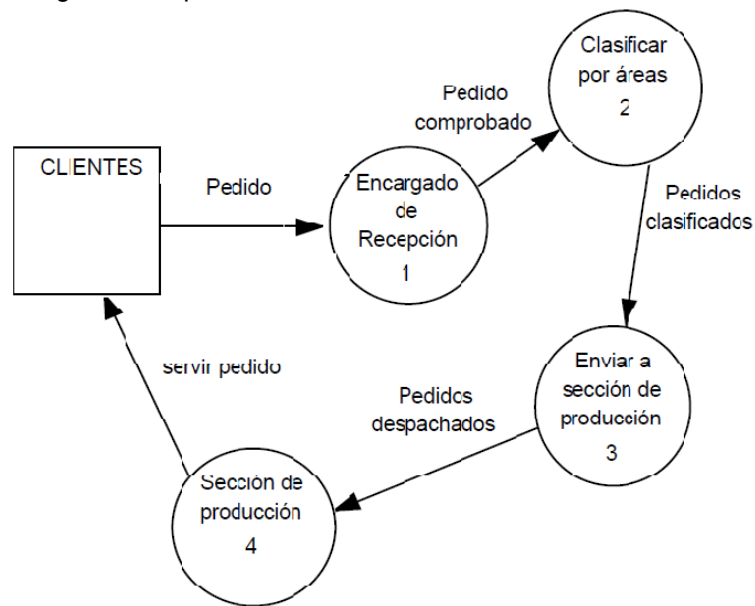 Clasificar
por áreas
2
Pedido
comprobado
CLIENTES
Pedido
Encargado
de
Recepción
1
Pedidos
clasificados
servir pedido
Pedidos
despachados
Enviar a
sección de
producción
3
Sección de
producción
4